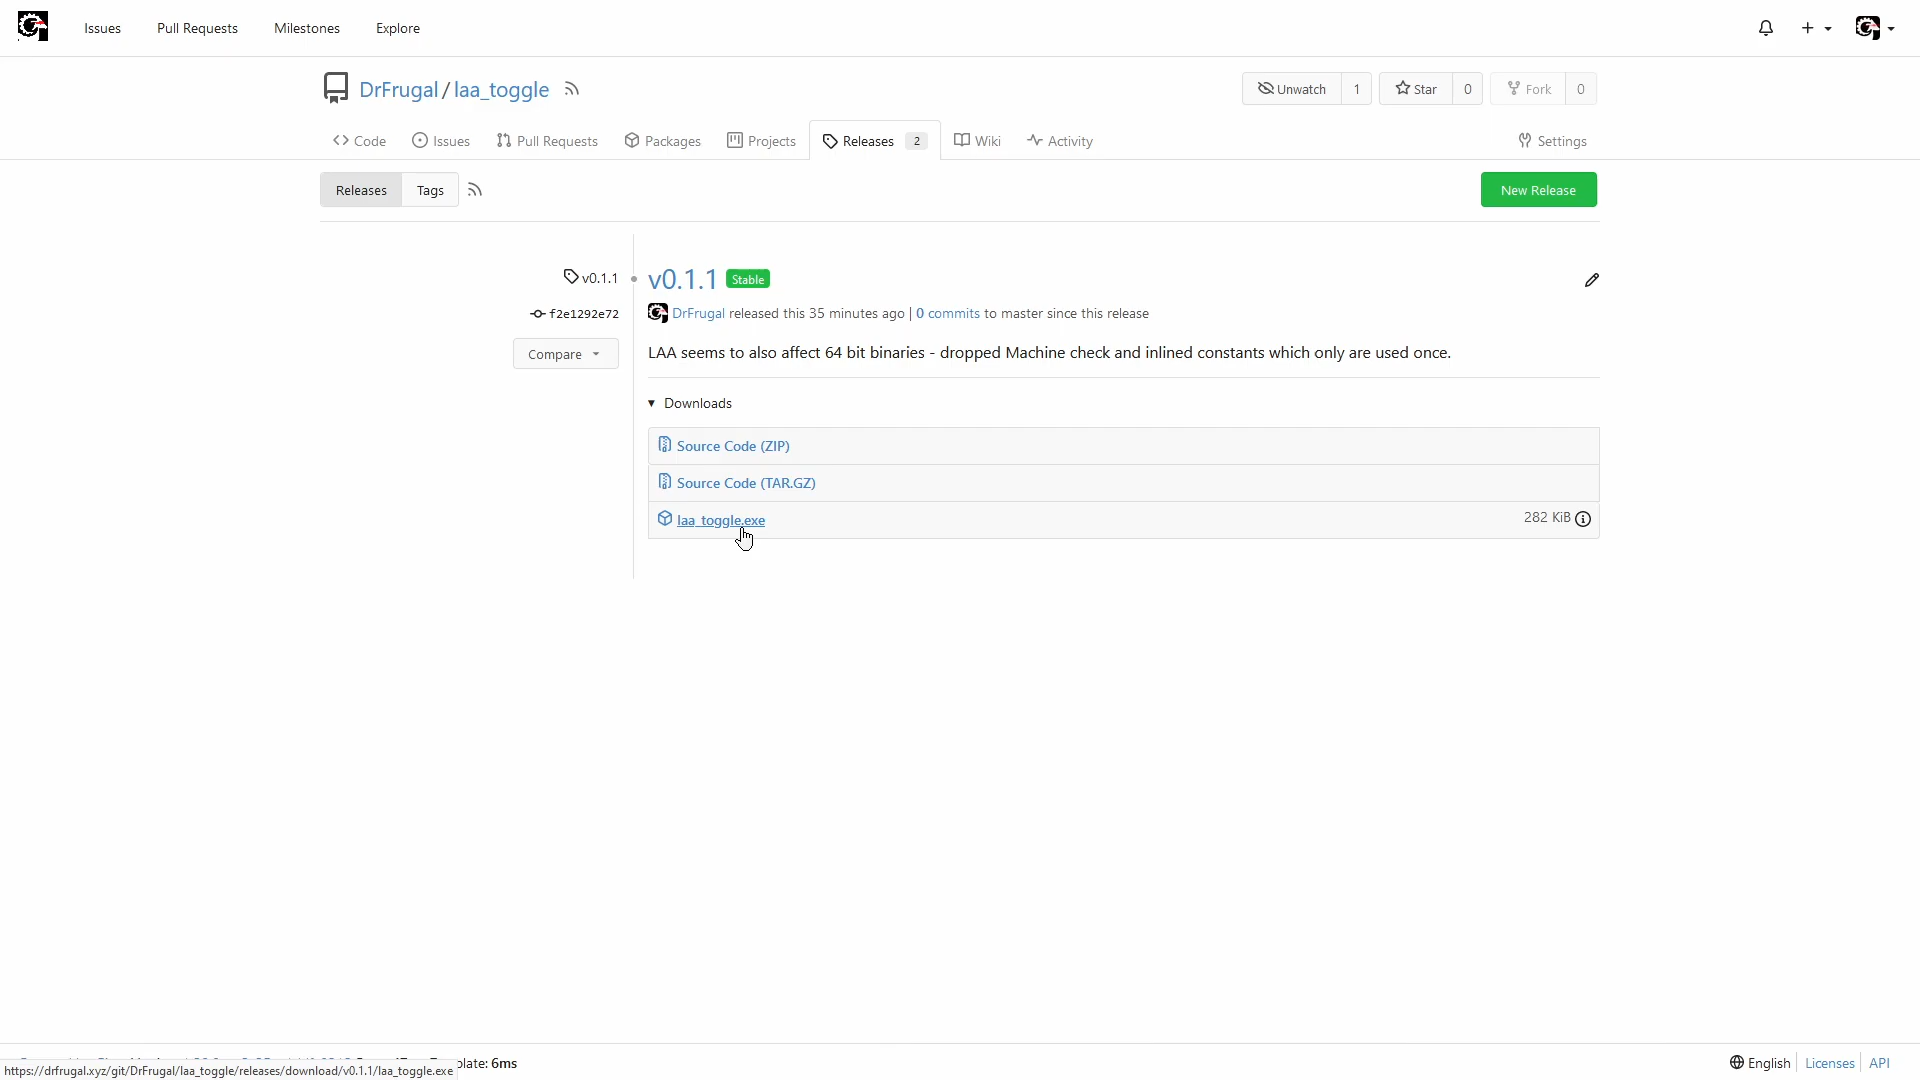 Issues Pull Requests Milestones Explore
DrFrugal / laa_toggle Unwatch 1 Star 0 Fork 0
Code Issues Pull Requests Packages Projects Releases 2 Wiki Activity Settings
Releases Tags New Release
v0.1.1 v0.1.1 Stable
f2e1292e72 DrFrugal released this 35 minutes ago | 0 commits to master since this release
Compare LAA seems to also affect 64 bit binaries - dropped Machine check and inlined constants which only are used once.
Downloads
Source Code (ZIP)
Source Code (TAR.GZ)
laa_toggle.exe 282 KiB
plate: 6ms English Licenses API
https://drfrugal.xyz/git/DrFrugal/laa_toggle/releases/download/v0.1.1/laa_toggle.exe